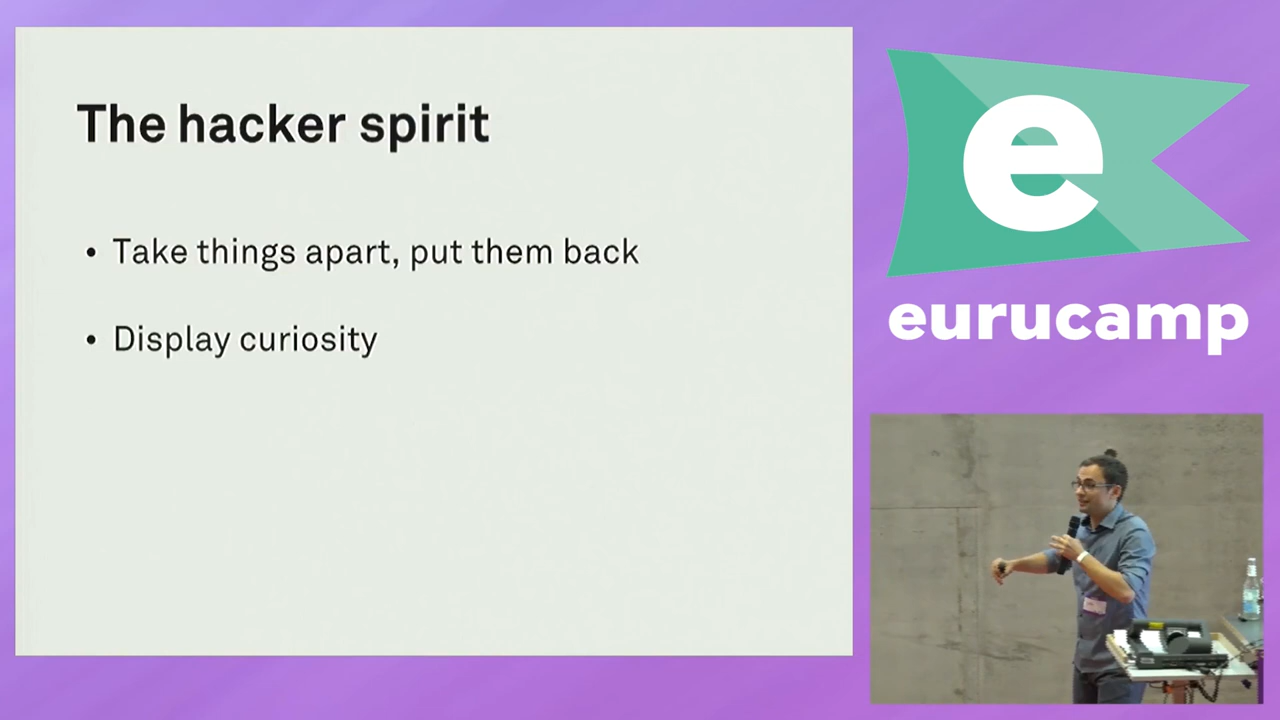 The hacker spirit
• Take things apart, put them back
• Display curiosity
e
eurucamp